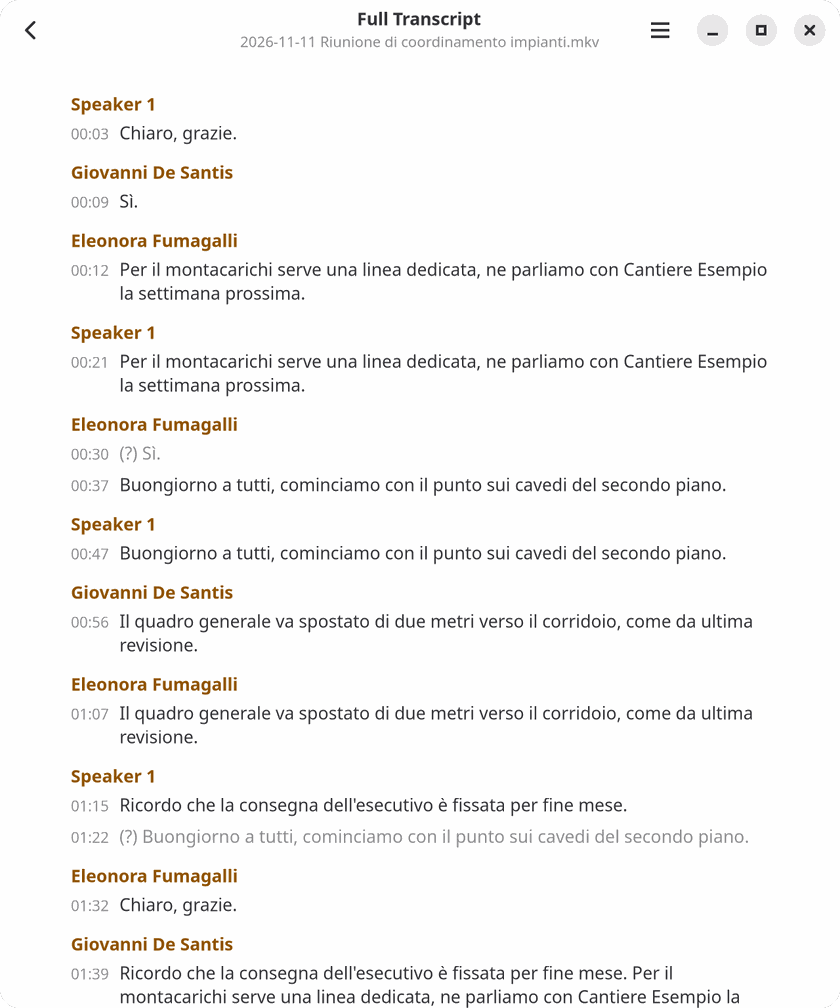 Full Transcript
2026-11-11 Riunione di coordinamento impianti.mkv
Speaker 1
00:03 Chiaro, grazie.
Giovanni De Santis
00:09 Sì.
Eleonora Fumagalli
00:12 Per il montacarichi serve una linea dedicata, ne parliamo con Cantiere Esempio
la settimana prossima.
Speaker 1
00:21 Per il montacarichi serve una linea dedicata, ne parliamo con Cantiere Esempio
la settimana prossima.
Eleonora Fumagalli
00:30 (?) Sì.
00:37 Buongiorno a tutti, cominciamo con il punto sui cavedi del secondo piano.
Speaker 1
00:47 Buongiorno a tutti, cominciamo con il punto sui cavedi del secondo piano.
Giovanni De Santis
00:56 Il quadro generale va spostato di due metri verso il corridoio, come da ultima
revisione.
Eleonora Fumagalli
01:07 Il quadro generale va spostato di due metri verso il corridoio, come da ultima
revisione.
Speaker 1
01:15 Ricordo che la consegna dell'esecutivo è fissata per fine mese.
01:22 (?) Buongiorno a tutti, cominciamo con il punto sui cavedi del secondo piano.
Eleonora Fumagalli
01:32 Chiaro, grazie.
Giovanni De Santis
01:39 Ricordo che la consegna dell'esecutivo è fissata per fine mese. Per il
montacarichi serve una linea dedicata, ne parliamo con Cantiere Esempio la